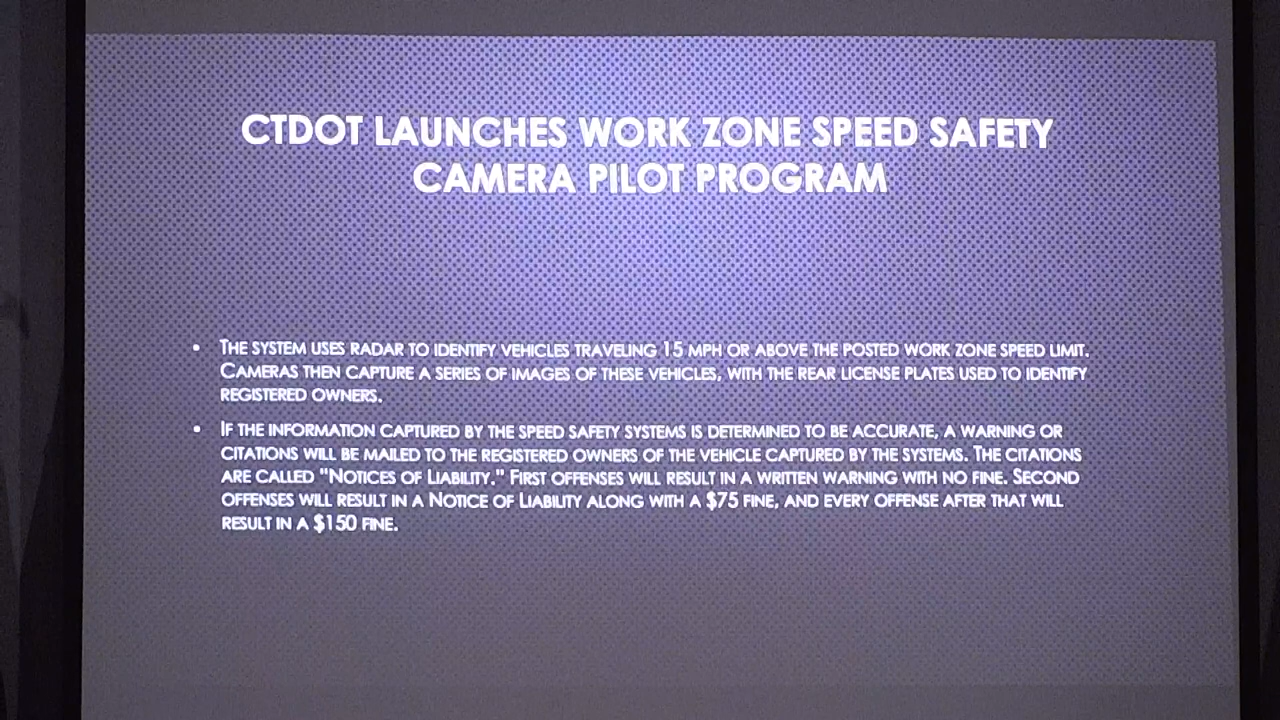 CTDOT LAUNCHES WORK ZONE SPEED SAFETY
CAMERA PILOT PROGRAM
• THE SYSTEM USES RADAR TO IDENTIFY VEHICLES TRAVELING 15 MPH OR ABOVE THE POSTED WORK ZONE SPEED LIMIT.
CAMERAS THEN CAPTURE A SERIES OF IMAGES OF THESE VEHICLES, WITH THE REAR LICENSE PLATES USED TO IDENTIFY
REGISTERED OWNERS.
• IF THE INFORMATION CAPTURED BY THE SPEED SAFETY SYSTEMS IS DETERMINED TO BE ACCURATE, A WARNING OR
CITATIONS WILL BE MAILED TO THE REGISTERED OWNERS OF THE VEHICLE CAPTURED BY THE SYSTEMS. THE CITATIONS
ARE CALLED "NOTICES OF LIABILITY." FIRST OFFENSES WILL RESULT IN A WRITTEN WARNING WITH NO FINE. SECOND
OFFENSES WILL RESULT IN A NOTICE OF LIABILITY ALONG WITH A $75 FINE, AND EVERY OFFENSE AFTER THAT WILL
RESULT IN A $150 FINE.